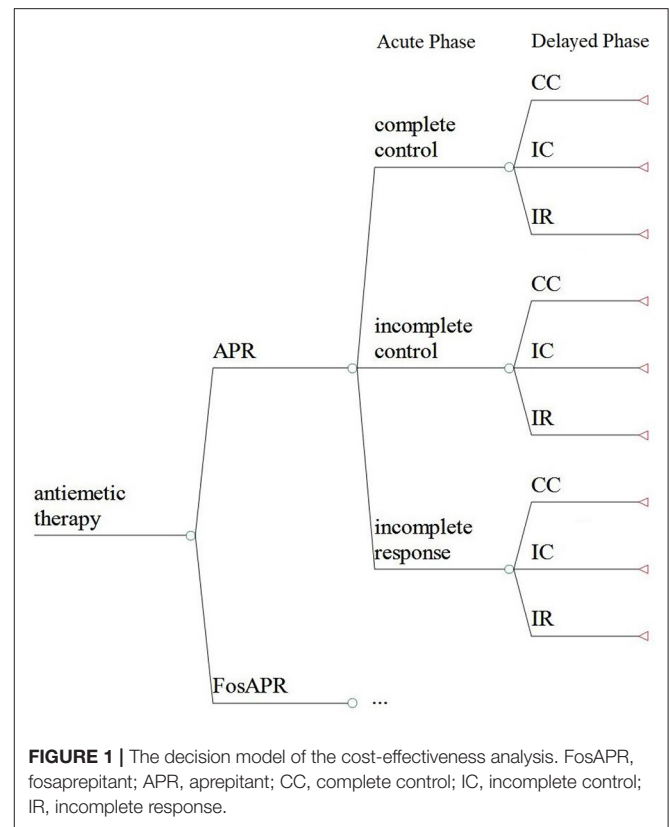 Acute Phase Delayed Phase
CC
complete
control
IC
IR
CC
incomplete
control
IC
APR
IR
antiemetic
therapy
CC
incomplete
response
IC
IR
FosAPR ...
FIGURE 1 | The decision model of the cost-effectiveness analysis. FosAPR,
fosaprepitant; APR, aprepitant; CC, complete control; IC, incomplete control;
IR, incomplete response.